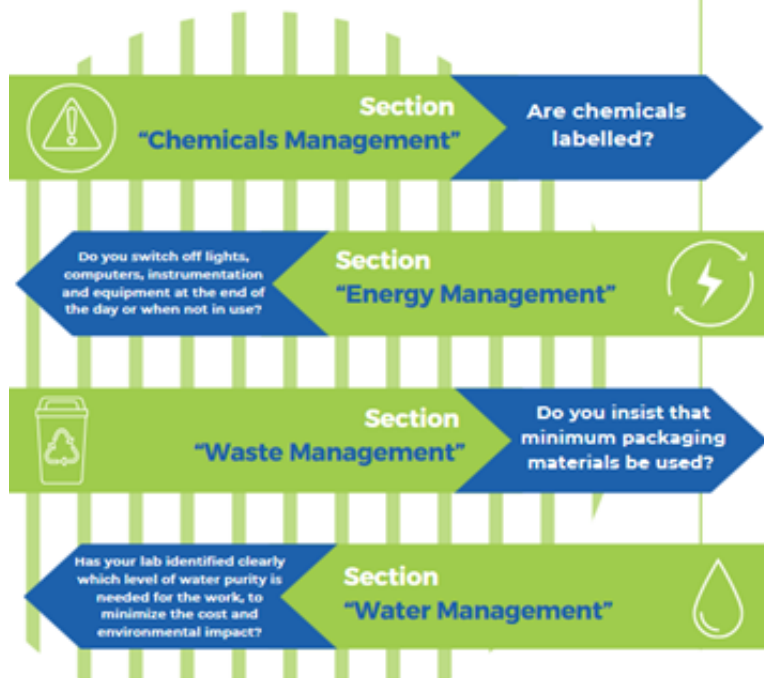 Section
“Chemicals Management”
Are chemicals
labelled?
Do you switch off lights,
computers, instrumentation
and equipment at the end of
the day or when not in use?
Section
“Energy Management”
Section
“Waste Management”
Do you insist that
minimum packaging
materials be used?
Has your lab identified clearly
which level of water purity is
needed for the work, to
minimize the cost and
environmental impact?
Section
“Water Management”